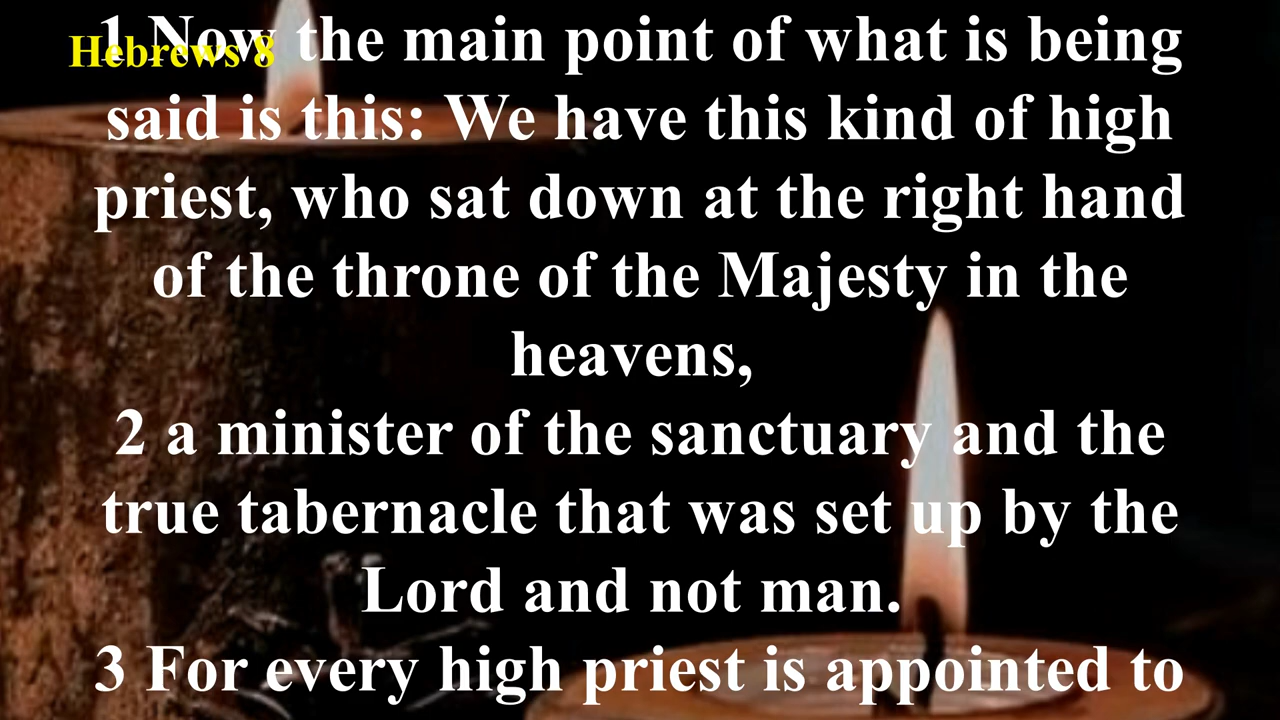 Hebrews 8
1 Now the main point of what is being
said is this: We have this kind of high
priest, who sat down at the right hand
of the throne of the Majesty in the
heavens,
2 a minister of the sanctuary and the
true tabernacle that was set up by the
Lord and not man.
3 For every high priest is appointed to